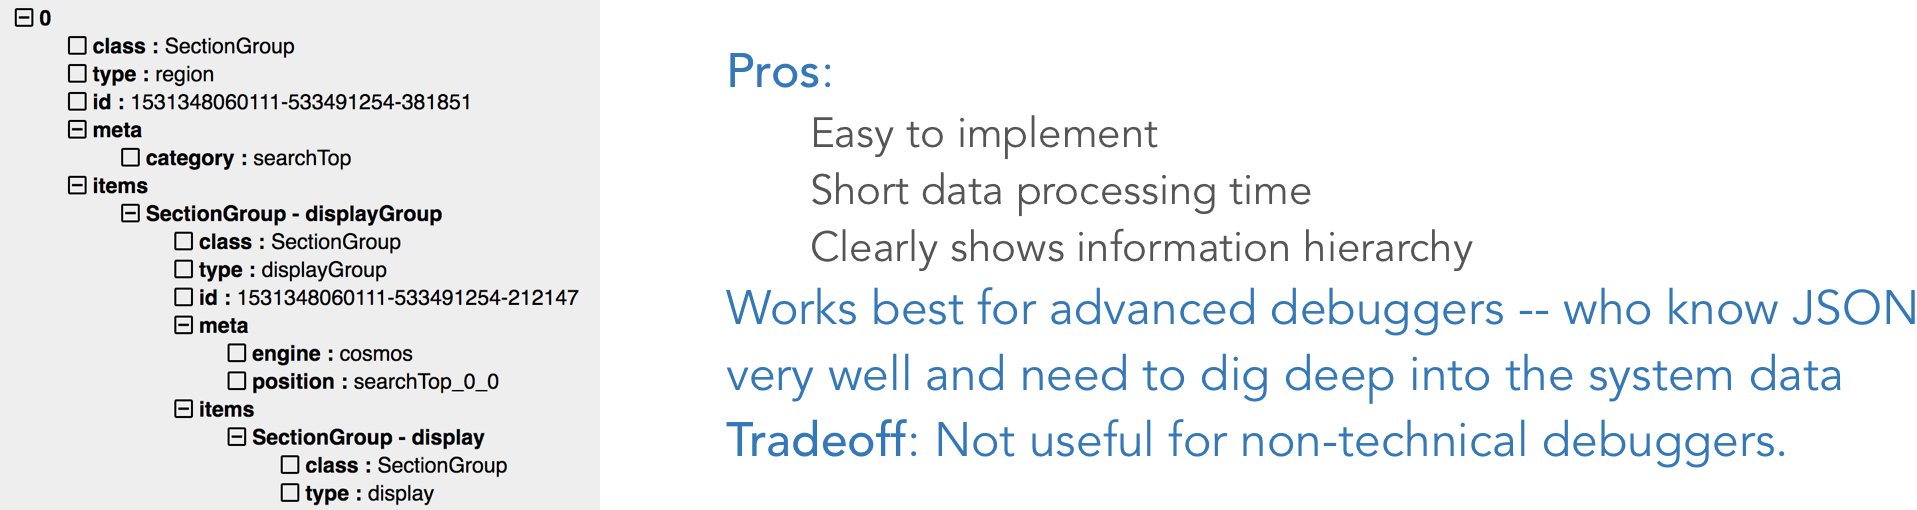 0
class : SectionGroup
type : region
id : 1531348060111-533491254-381851
meta
category : searchTop
items
SectionGroup - displayGroup
class : SectionGroup
type : displayGroup
id : 1531348060111-533491254-212147
meta
engine : cosmos
position : searchTop_0_0
items
SectionGroup - display
class : SectionGroup
type : display
Pros:
Easy to implement
Short data processing time
Clearly shows information hierarchy
Works best for advanced debuggers -- who know JSON
very well and need to dig deep into the system data
Tradeoff: Not useful for non-technical debuggers.